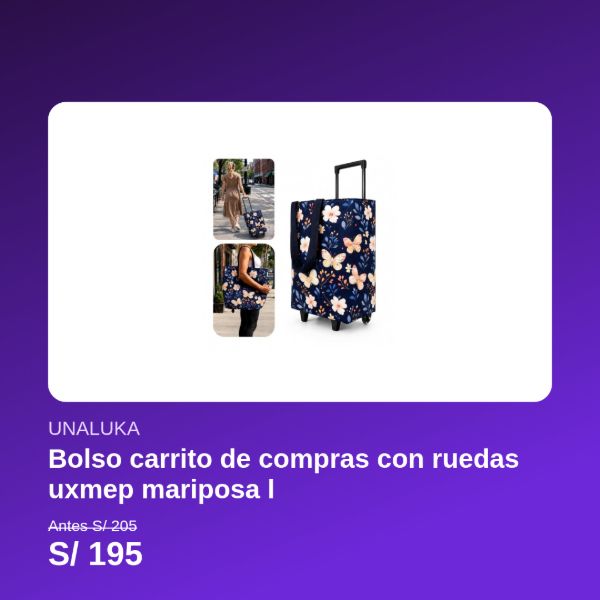 UNALUKA
Bolso carrito de compras con ruedas
uxmep mariposa l
Antes S/ 205
S/ 195